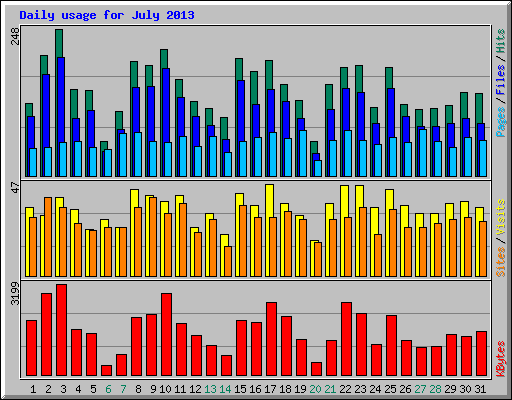 Daily usage for July 2013
248
Pages / Files / Hits
47
Sites / Visits
3199
KBytes
1 2 3 4 5 6 7 8 9 10 11 12 13 14 15 16 17 18 19 20 21 22 23 24 25 26 27 28 29 30 31